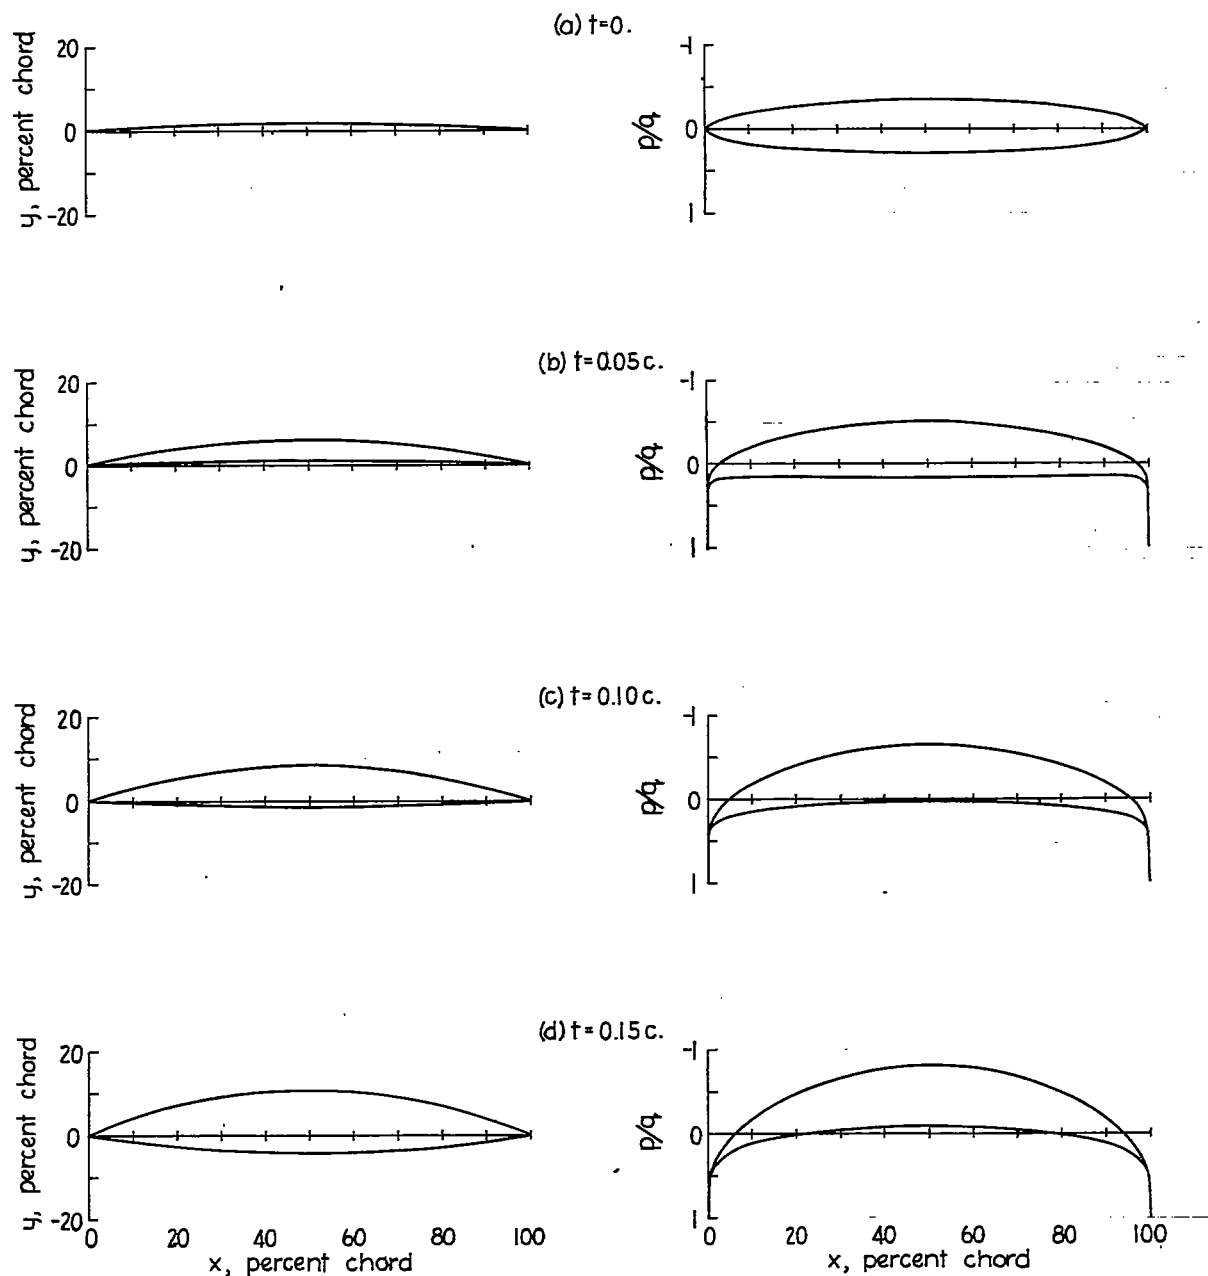 (a) t=0.
20
0
-20
y, percent chord
-1
0
1
p/q
(b) t=0.05c.
20
0
-20
y, percent chord
-1
0
1
p/q
(c) t=0.10c.
20
0
-20
y, percent chord
-1
0
1
p/q
(d) t=0.15c.
20
0
-20
y, percent chord
0 20 40 60 80 100
x, percent chord
-1
0
1
p/q
0 20 40 60 80 100
x, percent chord